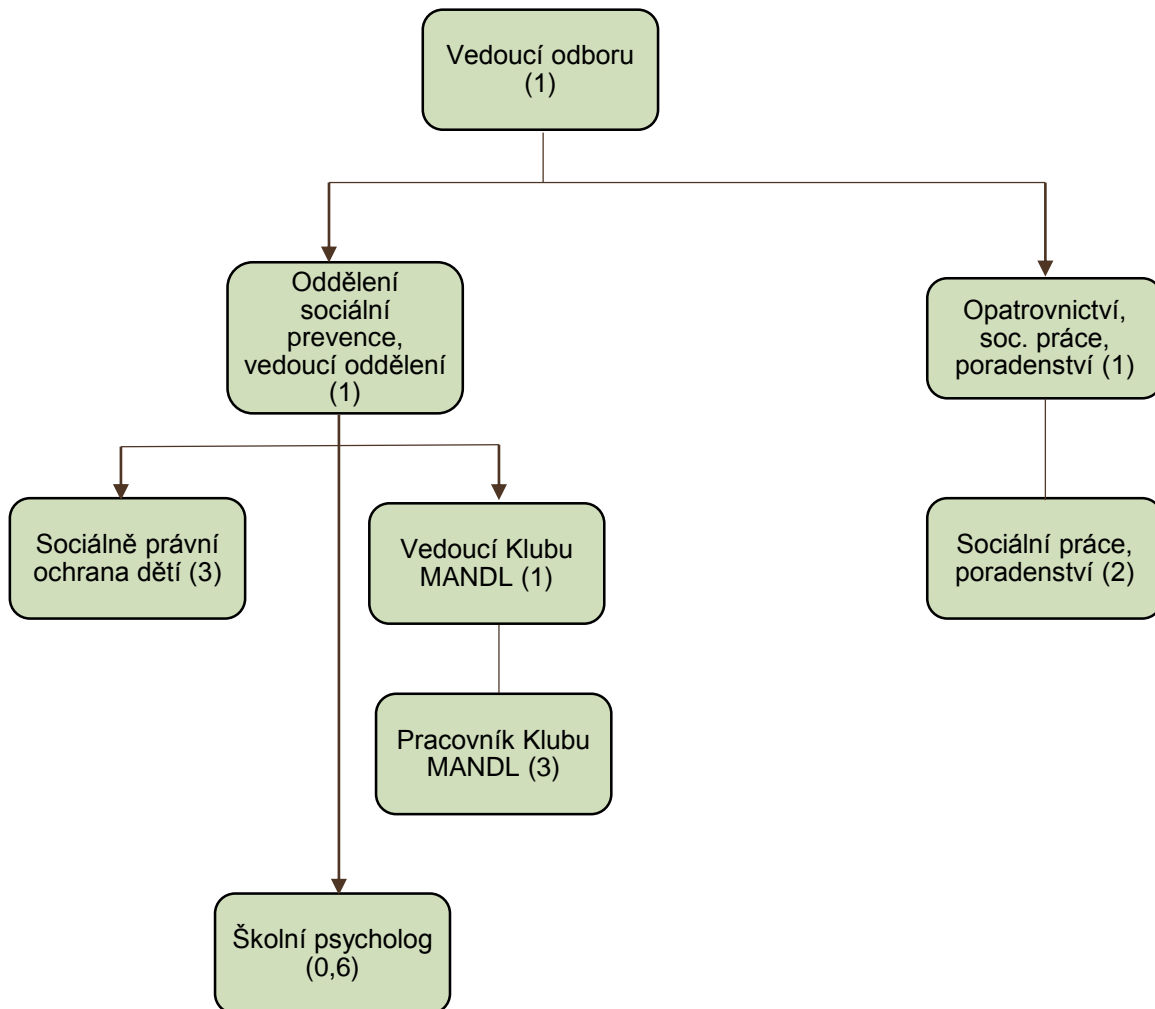 Vedoucí odboru
(1)
Oddělení
sociální
prevence,
vedoucí oddělení
(1)
Opatrovnictví,
soc. práce,
poradenství (1)
Sociálně právní
ochrana dětí (3)
Vedoucí Klubu
MANDL (1)
Sociální práce,
poradenství (2)
Pracovník Klubu
MANDL (3)
Školní psycholog
(0,6)